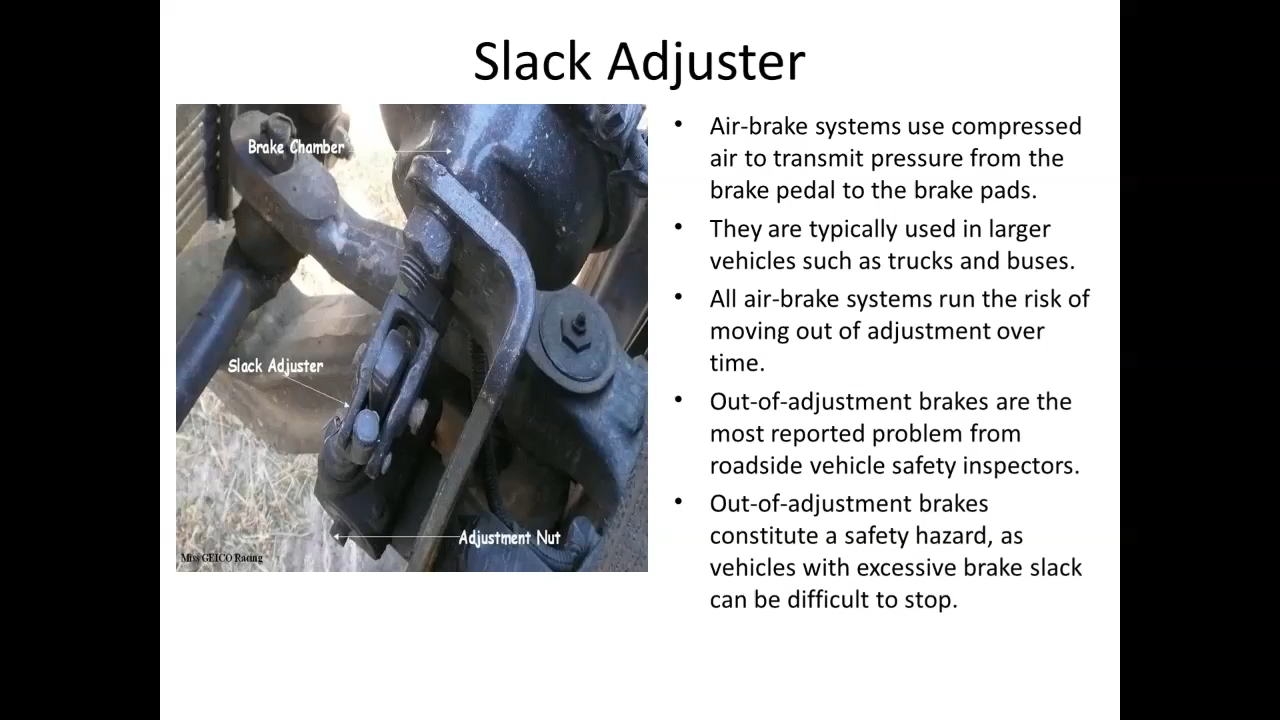 Slack Adjuster
Brake Chamber
Slack Adjuster
Adjustment Nut
Miss GEICO Racing
• Air-brake systems use compressed
air to transmit pressure from the
brake pedal to the brake pads.
• They are typically used in larger
vehicles such as trucks and buses.
• All air-brake systems run the risk of
moving out of adjustment over
time.
• Out-of-adjustment brakes are the
most reported problem from
roadside vehicle safety inspectors.
• Out-of-adjustment brakes
constitute a safety hazard, as
vehicles with excessive brake slack
can be difficult to stop.